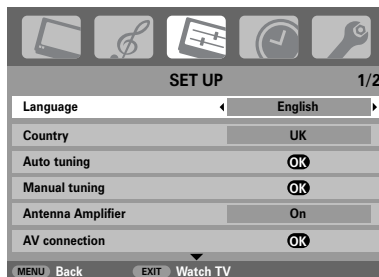 SET UP 1/2
Language English
Country UK
Auto tuning OK
Manual tuning OK
Antenna Amplifier On
AV connection OK
MENU Back EXIT Watch TV